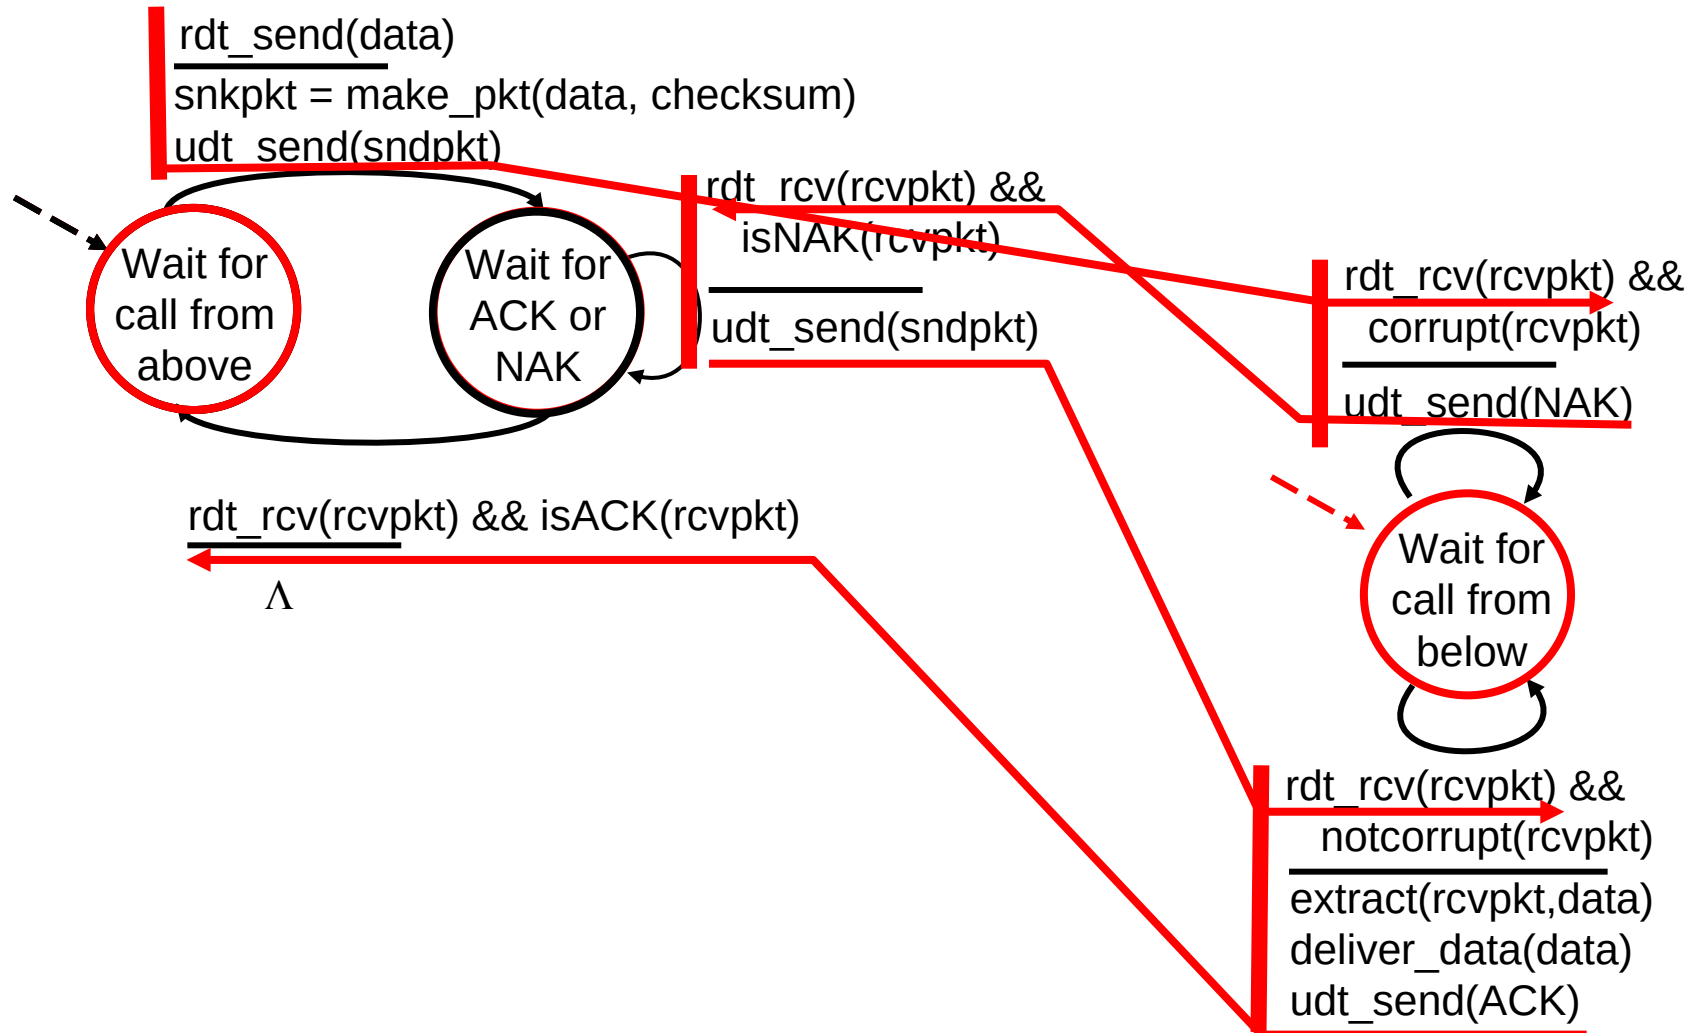 rdt_send(data)
snkpkt = make_pkt(data, checksum)
udt_send(sndpkt)
rdt_rcv(rcvpkt) &&
isNAK(rcvpkt)
udt_send(sndpkt)
Wait for
call from
above
Wait for
ACK or
NAK
rdt_rcv(rcvpkt) &&
corrupt(rcvpkt)
udt_send(NAK)
rdt_rcv(rcvpkt) && isACK(rcvpkt)
Λ
Wait for
call from
below
rdt_rcv(rcvpkt) &&
notcorrupt(rcvpkt)
extract(rcvpkt,data)
deliver_data(data)
udt_send(ACK)